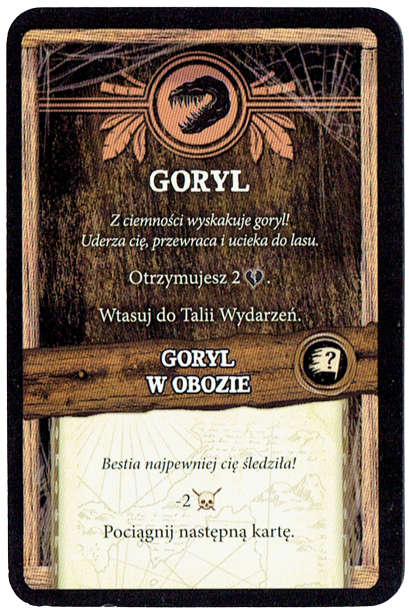 GORYL
Z ciemności wyskakuje goryl!
Uderza cię, przewraca i ucieka do lasu.
Otrzymujesz 2 .
Wtasuj do Talii Wydarzeń.
GORYL
W OBOZIE
?
Bestia najpewniej cię śledziła!
-2
Pociągnij następną kartę.